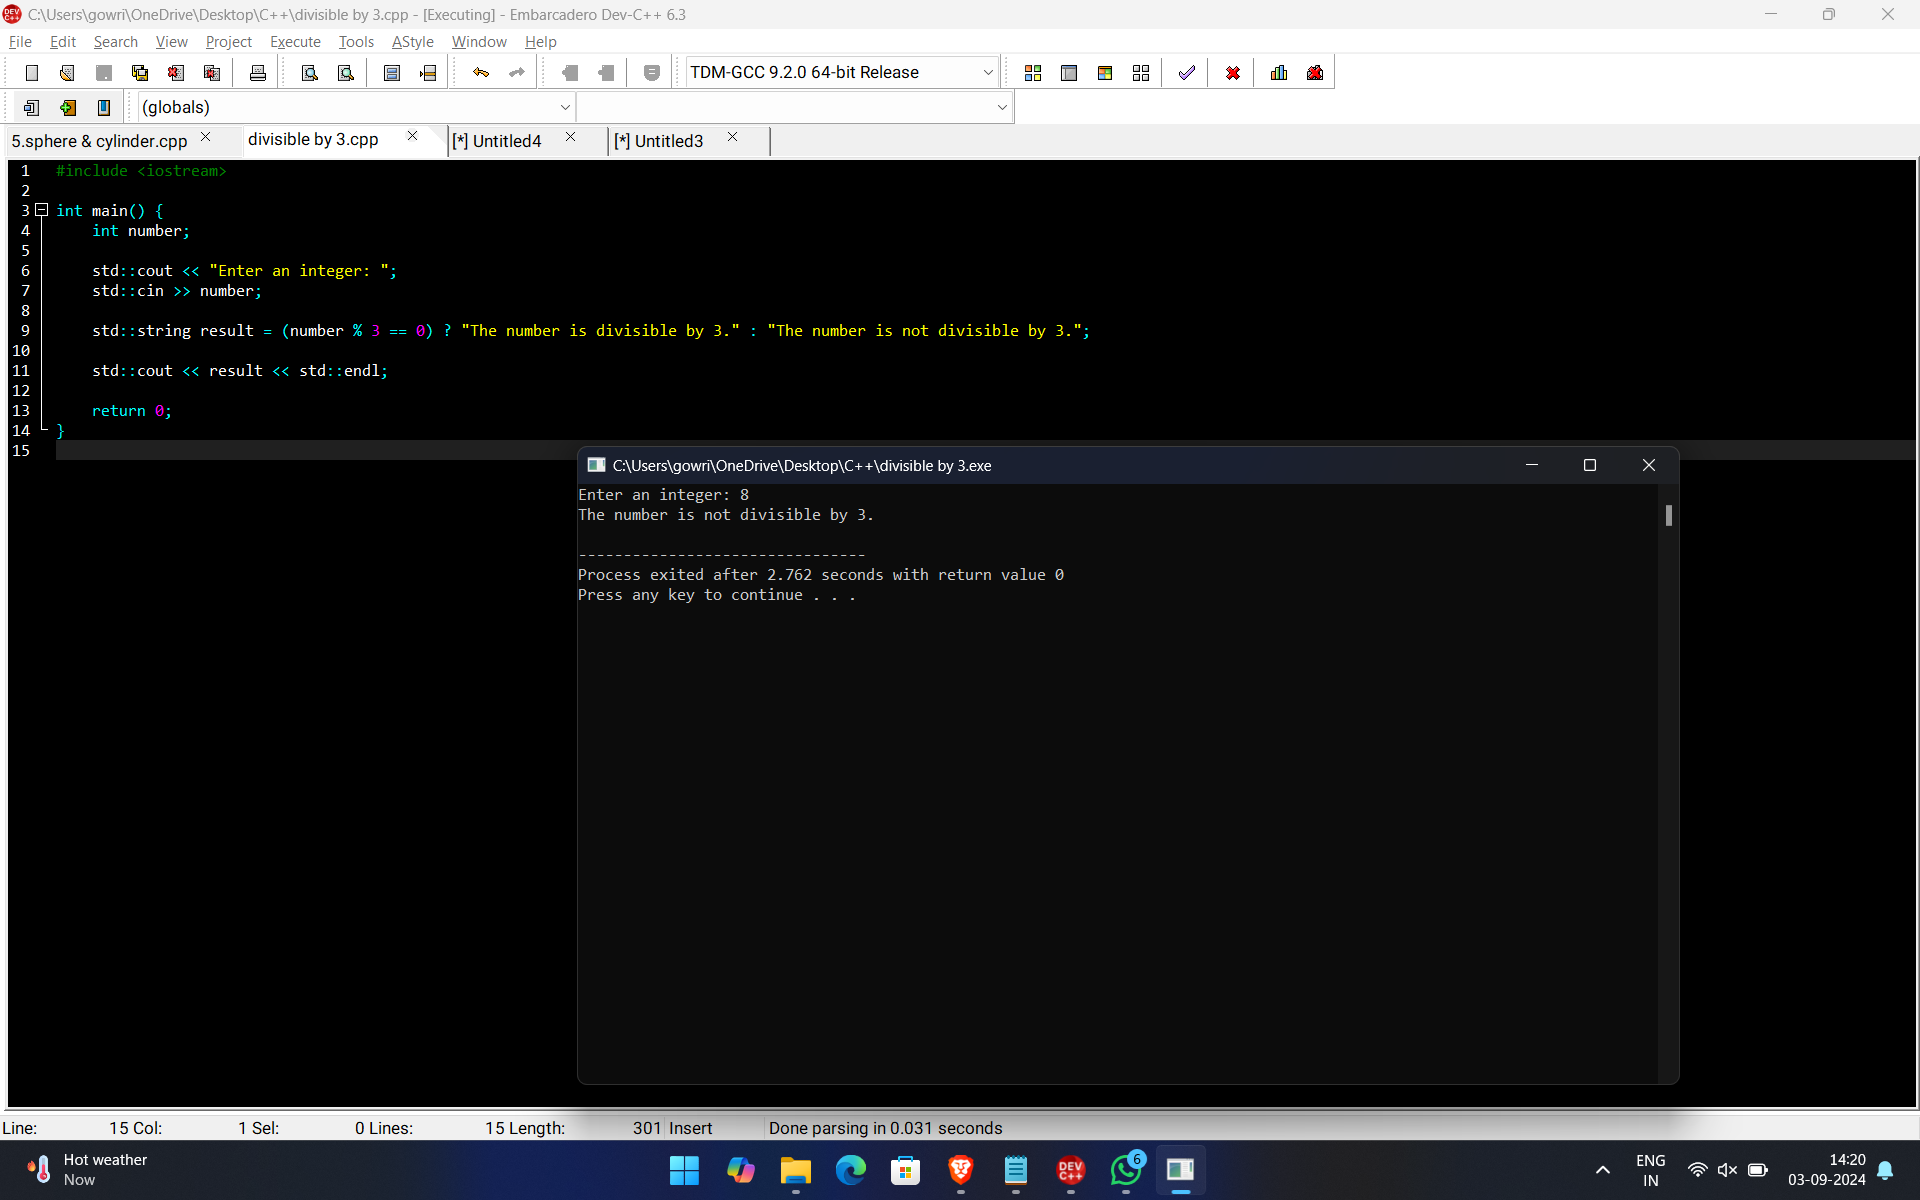 C:\Users\gowri\OneDrive\Desktop\C++\divisible by 3.cpp - [Executing] - Embarcadero Dev-C++ 6.3
File Edit Search View Project Execute Tools AStyle Window Help
TDM-GCC 9.2.0 64-bit Release
(globals)
5.sphere & cylinder.cpp divisible by 3.cpp [*] Untitled4 [*] Untitled3
1 #include <iostream>
2
3 int main() {
4 int number;
5
6 std::cout << "Enter an integer: ";
7 std::cin >> number;
8
9 std::string result = (number % 3 == 0) ? "The number is divisible by 3." : "The number is not divisible by 3.";
10
11 std::cout << result << std::endl;
12
13 return 0;
14 }
15
C:\Users\gowri\OneDrive\Desktop\C++\divisible by 3.exe
Enter an integer: 8
The number is not divisible by 3.
--------------------------------
Process exited after 2.762 seconds with return value 0
Press any key to continue . . .
Line: 15 Col: 1 Sel: 0 Lines: 15 Length: 301 Insert Done parsing in 0.031 seconds
Hot weather
Now
DEV
C++
6
ENG
IN
14:20
03-09-2024